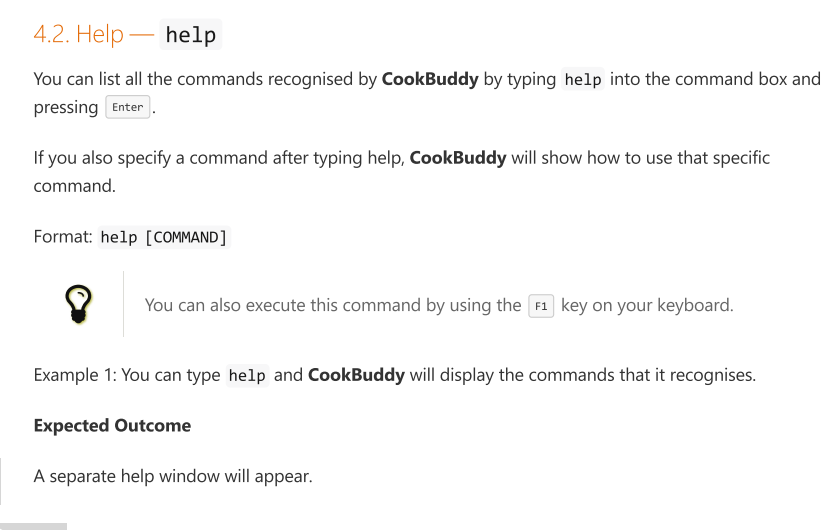 4.2. Help — help
You can list all the commands recognised by CookBuddy by typing help into the command box and
pressing Enter.
If you also specify a command after typing help, CookBuddy will show how to use that specific
command.
Format: help [COMMAND]
You can also execute this command by using the F1 key on your keyboard.
Example 1: You can type help and CookBuddy will display the commands that it recognises.
Expected Outcome
A separate help window will appear.